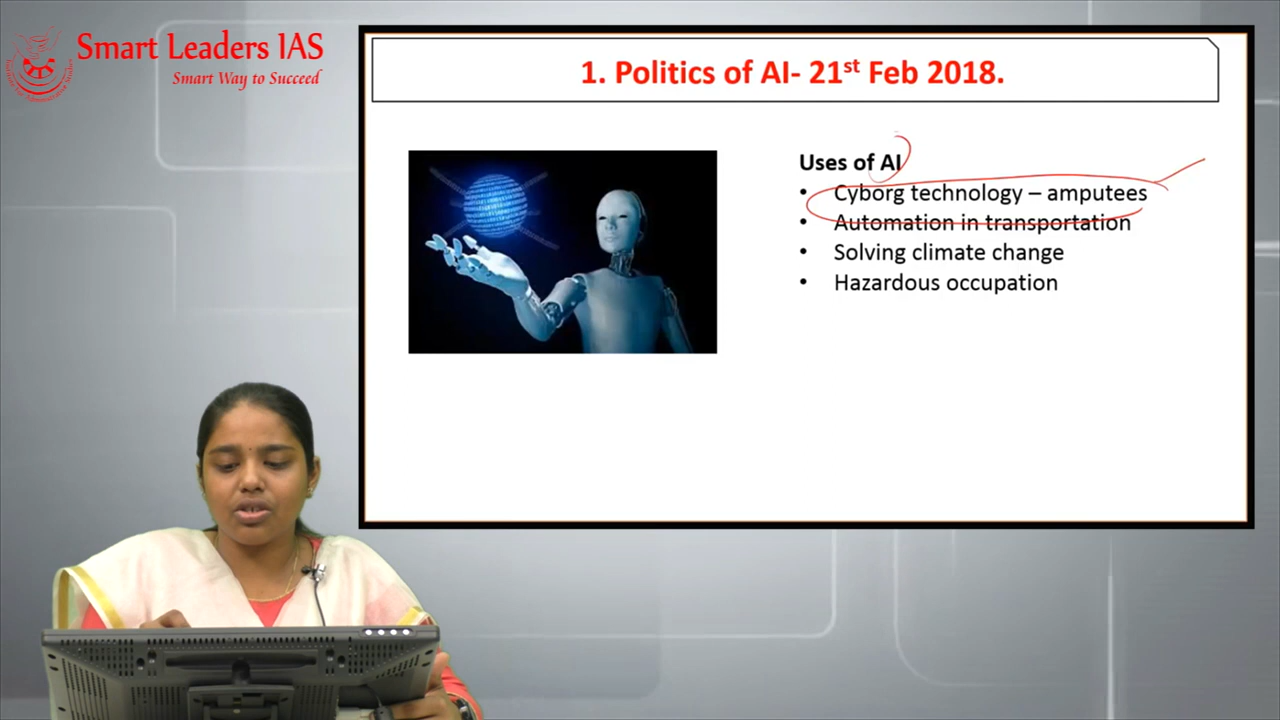 Smart Leaders IAS
Smart Way to Succeed
1. Politics of AI- 21st Feb 2018.
Uses of AI
• Cyborg technology – amputees
• Automation in transportation
• Solving climate change
• Hazardous occupation